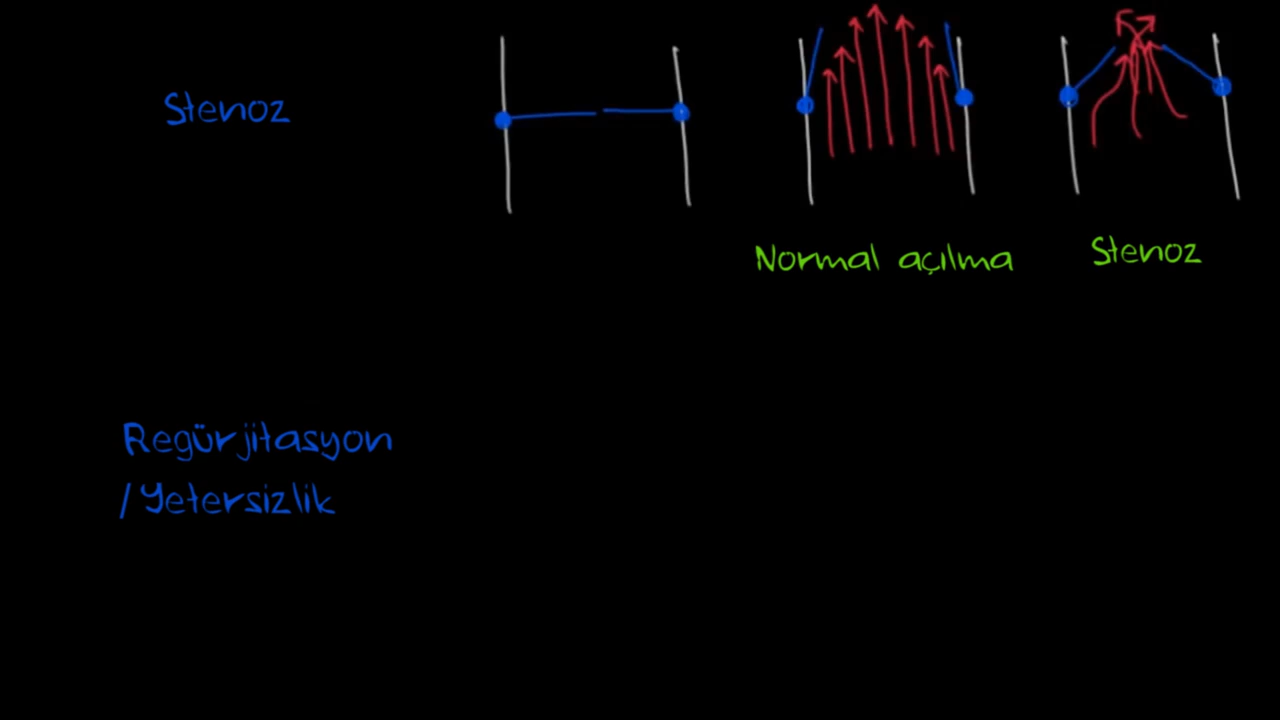 Stenoz
Normal açılma
Stenoz
Regürjitasyon
/Yetersizlik